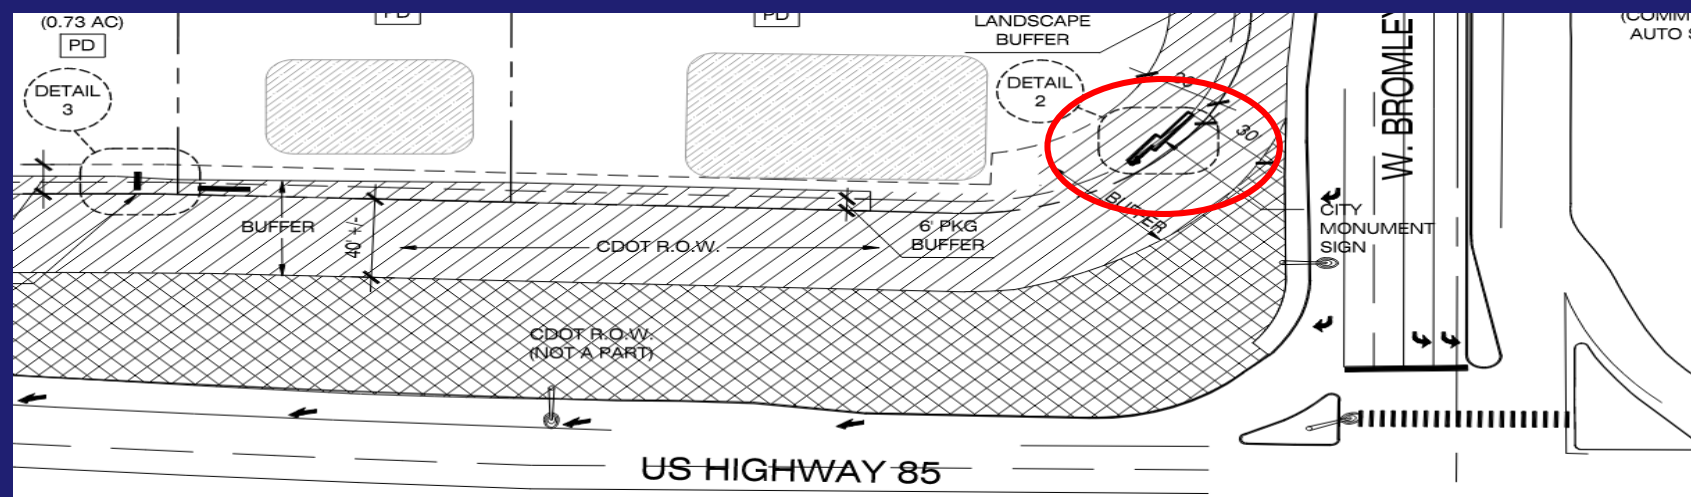 (0.73 AC)
PD
PD
PD
LANDSCAPE
BUFFER
AUTO
DETAIL
3
DETAIL
2
30
W. BROMLEY
BUFFER
40' +/-
CDOT R.O.W.
6' PKG
BUFFER
BUFFER
CITY
MONUMENT
SIGN
CDOT R.O.W.
(NOT A PART)
US HIGHWAY 85